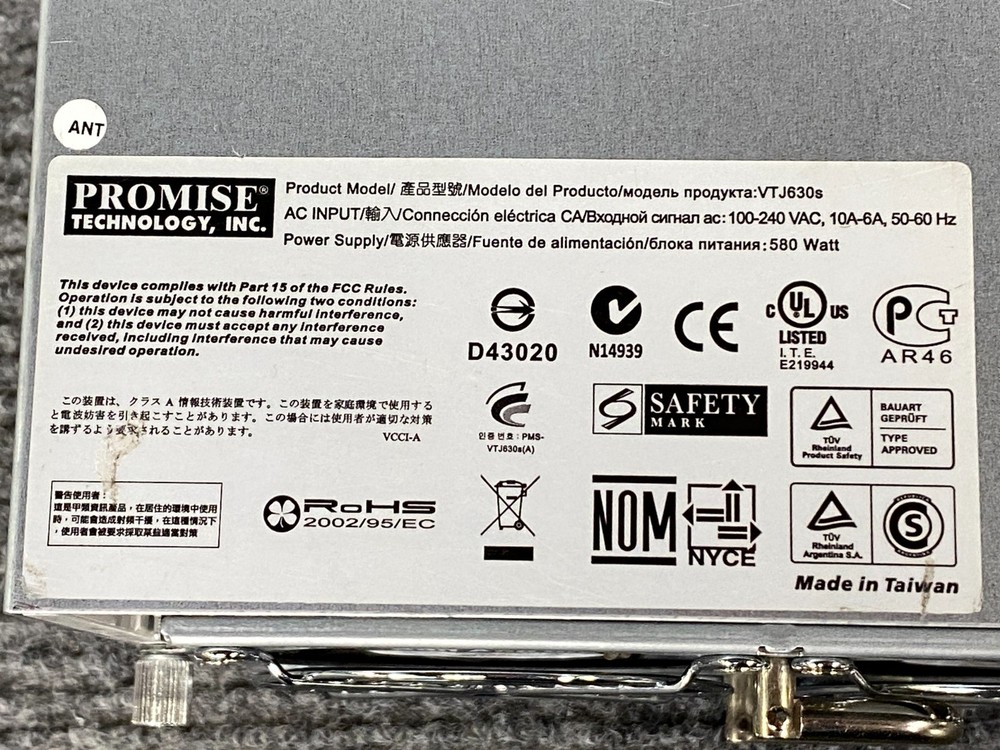 ANT
PROMISE®
TECHNOLOGY, INC.
Product Model/ 產品型號/Modelo del Producto/модель продукта:VTJ630s
AC INPUT/輸入/Connección eléctrica CA/Входной сигнал ас: 100-240 VAC, 10A-6A, 50-60 Hz
Power Supply/電源供應器/Fuente de alimentación/блока питания: 580 Watt
This device complies with Part 15 of the FCC Rules.
Operation is subject to the following two conditions:
(1) this device may not cause harmful interference,
and (2) this device must accept any interference
received, including interference that may cause
undesired operation.
D43020
N14939
CE
C UL US
LISTED
I.T.E.
E219944
PCT
AR46
この装置は、クラス A 情報技術装置です。この装置を家庭環境で使用する
と電波妨害を引き起こすことがあります。この場合には使用者が適切な対策
を講ずるよう要求されることがあります。
VCCI-A
인증 번호 : PMS-
VTJ630s(A)
SAFETY
MARK
TÜV
Rheinland
Product Safety
BAUART
GEPRÜFT
TYPE
APPROVED
警告使用者:
這是甲類資訊產品，在居住的環境中使用
時，可能會造成射頻干擾，在這種情況下
，使用者會被要求採取某些適當對策
RoHS
2002/95/EC
NOM
NYCE
TÜV
Rheinland
Argentina S.A.
S
Made in Taiwan